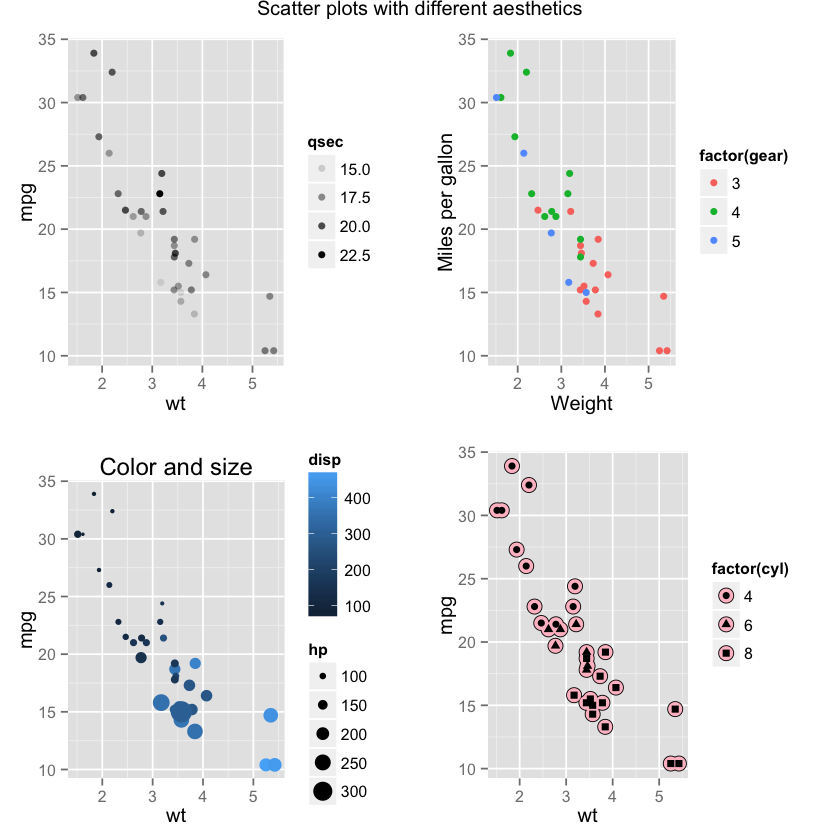 Scatter plots with different aesthetics
35
30
25
20
15
10
mpg
2 3 4 5
wt
qsec
15.0
17.5
20.0
22.5
35
30
25
20
15
10
Miles per gallon
2 3 4 5
Weight
factor(gear)
3
4
5
Color and size
35
30
25
20
15
10
mpg
2 3 4 5
wt
disp
400
300
200
100
hp
100
150
200
250
300
35
30
25
20
15
10
mpg
2 3 4 5
wt
factor(cyl)
4
6
8